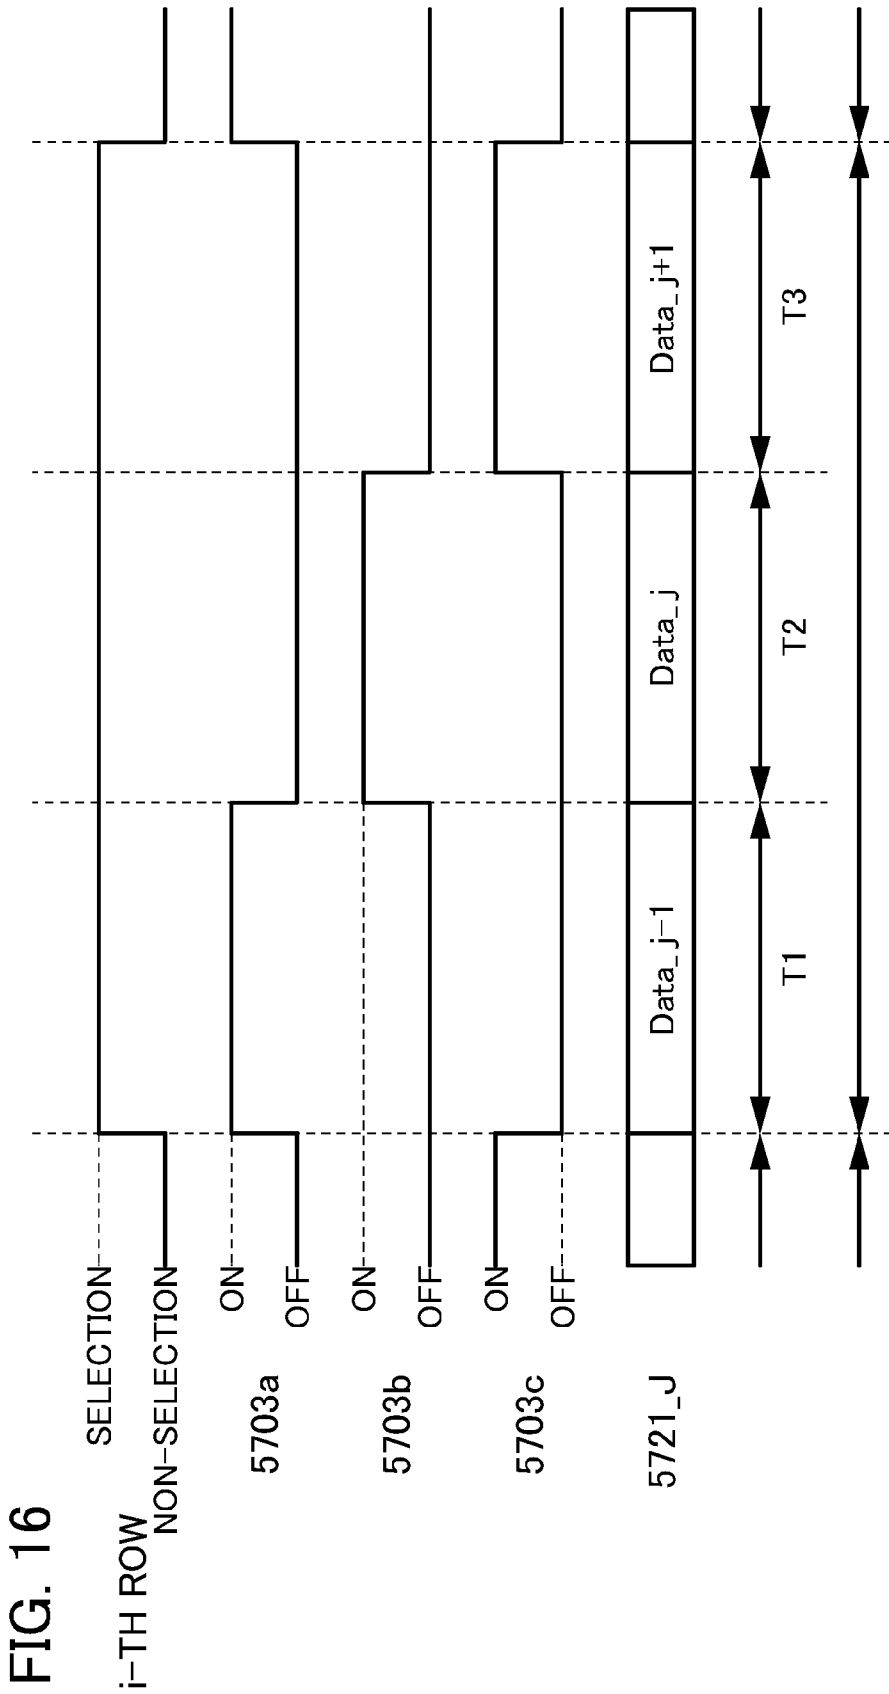 FIG. 16
i-TH ROW
SELECTION
NON-SELECTION
5703a
ON
OFF
5703b
ON
OFF
5703c
ON
OFF
5721_J
Data_j-1
Data_j
Data_j+1
T1
T2
T3